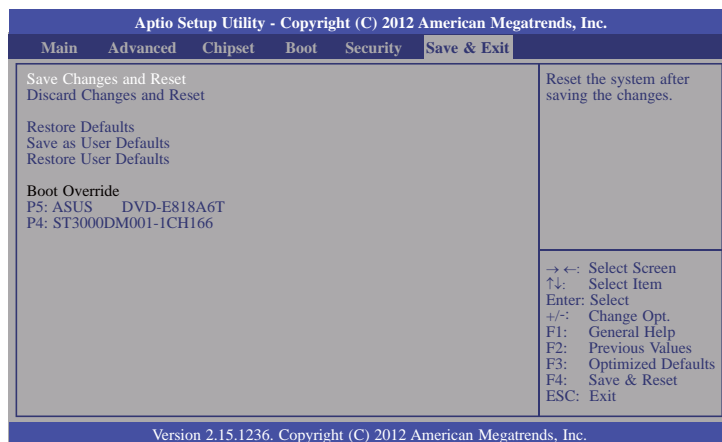 Aptio Setup Utility - Copyright (C) 2012 American Megatrends, Inc.
Main Advanced Chipset Boot Security Save & Exit
Save Changes and Reset
Discard Changes and Reset
Restore Defaults
Save as User Defaults
Restore User Defaults
Boot Override
P5: ASUS DVD-E818A6T
P4: ST3000DM001-1CH166
Reset the system after
saving the changes.
→ ←: Select Screen
↑↓: Select Item
Enter: Select
+/-: Change Opt.
F1: General Help
F2: Previous Values
F3: Optimized Defaults
F4: Save & Reset
ESC: Exit
Version 2.15.1236. Copyright (C) 2012 American Megatrends, Inc.